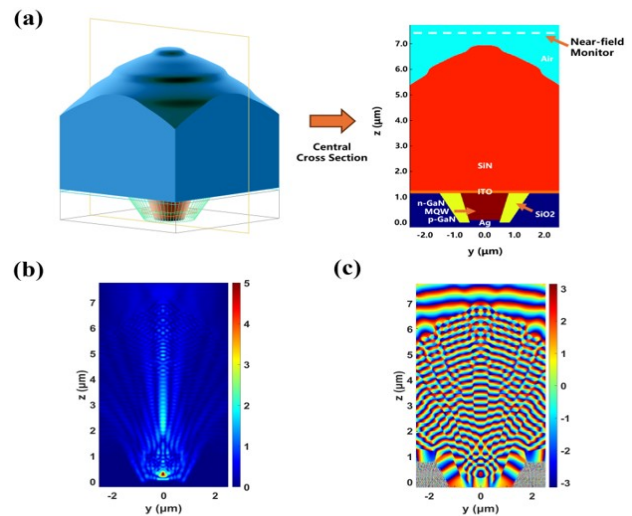 (a)
Central
Cross Section
z (μm)
7.0
6.0
5.0
4.0
3.0
2.0
1.0
0.0
Near-field
Monitor
Air
SiN
ITO
n-GaN
MQW
p-GaN
Ag
SiO2
-2.0 -1.0 0.0 1.0 2.0
y (μm)
(b)
z (μm)
7
6
5
4
3
2
1
0
-2 0 2
y (μm)
5
4
3
2
1
0
(c)
z (μm)
7
6
5
4
3
2
1
0
-2 0 2
y (μm)
3
2
1
0
-1
-2
-3